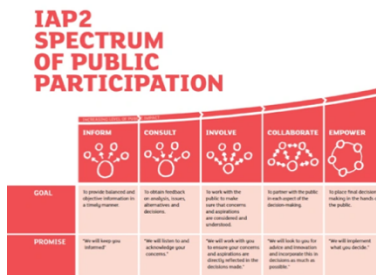 IAP2
SPECTRUM
OF PUBLIC
PARTICIPATION
INFORM
CONSULT
INVOLVE
COLLABORATE
EMPOWER
GOAL
To provide balanced and
objective information in
a timely manner.
To obtain feedback
on analysis, issues,
alternatives and
decisions.
To work with the
public to make
sure that concerns
and aspirations
are considered and
understood.
To partner with the public
in each aspect of the
decision-making.
To place final decision
making in the hands
the public.
PROMISE
"We will keep you
informed"
"We will listen to and
acknowledge your
concerns."
"We will work with you
to ensure your concerns
and aspirations are
directly reflected in the
decisions made."
"We will look to you for
advice and innovation
and incorporate this in
decisions as much as
possible."
"We will implement
what you decide."